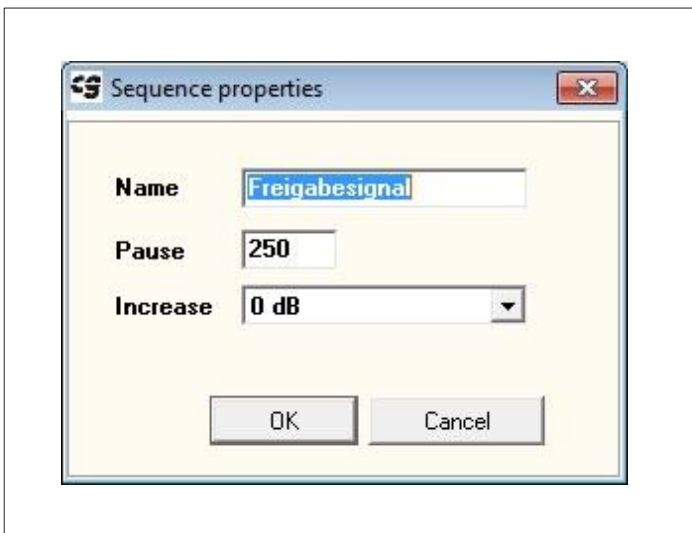 Sequence properties
Name Freigabesignal
Pause 250
Increase 0 dB
OK Cancel